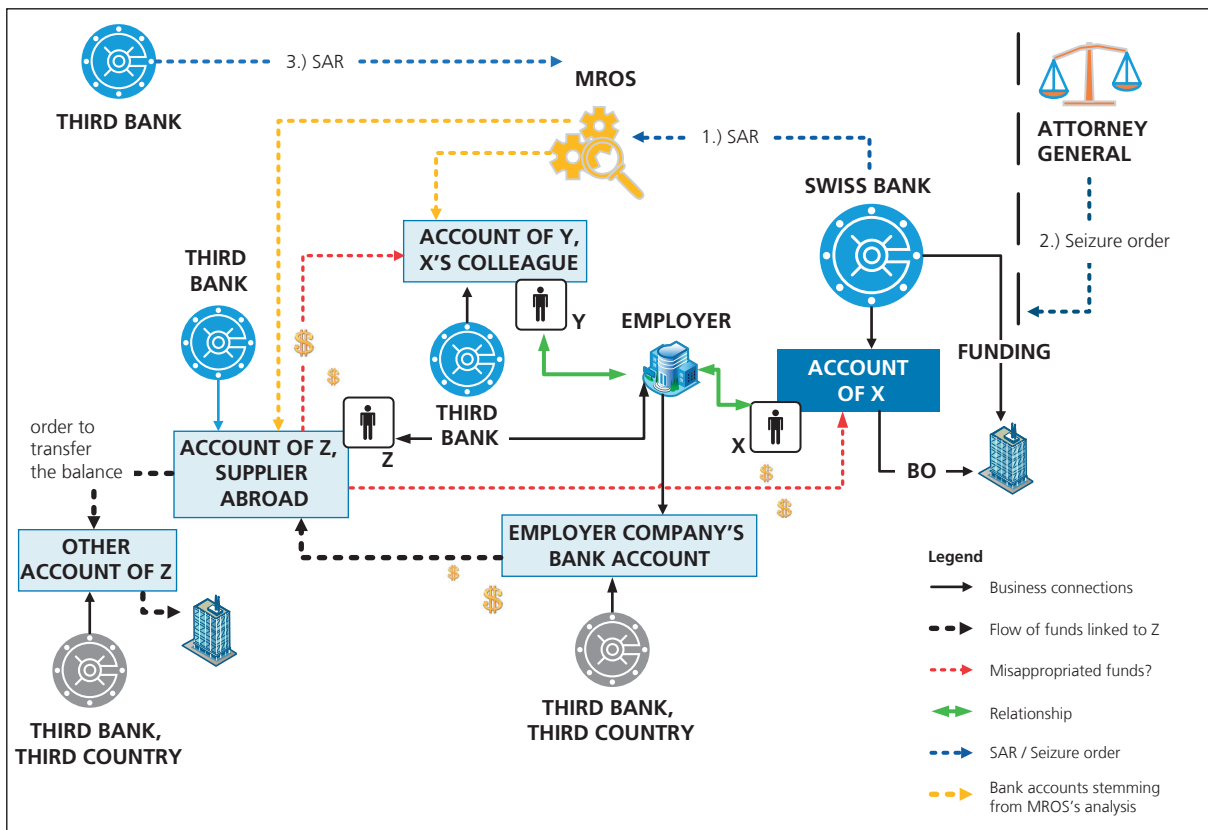 3.) SAR
MROS
THIRD BANK
1.) SAR
ATTORNEY
GENERAL
SWISS BANK
2.) Seizure order
ACCOUNT OF Y,
X'S COLLEAGUE
THIRD
BANK
Y
EMPLOYER
FUNDING
ACCOUNT
OF X
THIRD
BANK
order to
transfer
the balance
Z
X
ACCOUNT OF Z,
SUPPLIER
ABROAD
BO
OTHER
ACCOUNT OF Z
EMPLOYER COMPANY'S
BANK ACCOUNT
THIRD BANK,
THIRD COUNTRY
THIRD BANK,
THIRD COUNTRY
Legend
Business connections
Flow of funds linked to Z
Misappropriated funds?
Relationship
SAR / Seizure order
Bank accounts stemming
from MROS's analysis